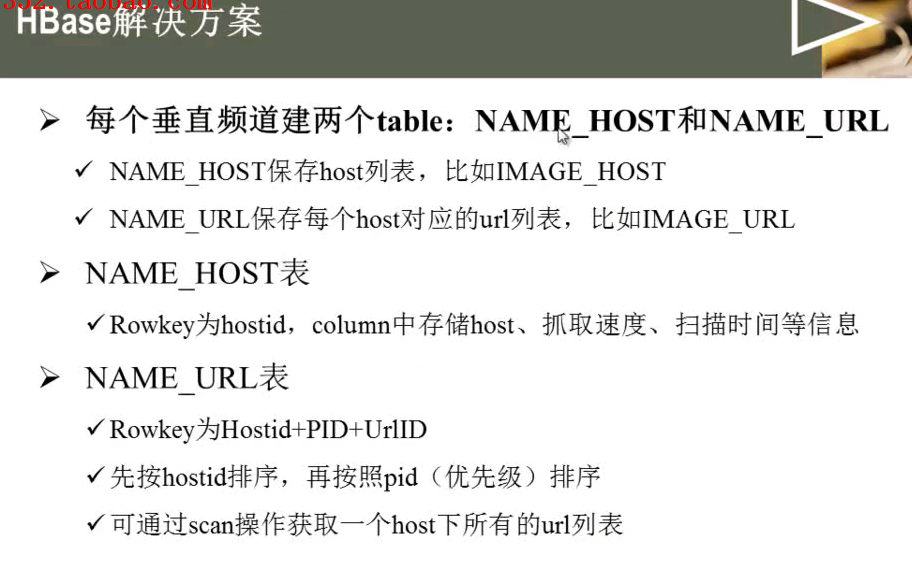 352.taobao.com
HBase解决方案
每个垂直频道建两个table：NAME_HOST和NAME_URL
NAME_HOST保存host列表，比如IMAGE_HOST
NAME_URL保存每个host对应的url列表，比如IMAGE_URL
NAME_HOST表
Rowkey为hostid，column中存储host、抓取速度、扫描时间等信息
NAME_URL表
Rowkey为Hostid+PID+UrlID
先按hostid排序，再按照pid（优先级）排序
可通过scan操作获取一个host下所有的url列表